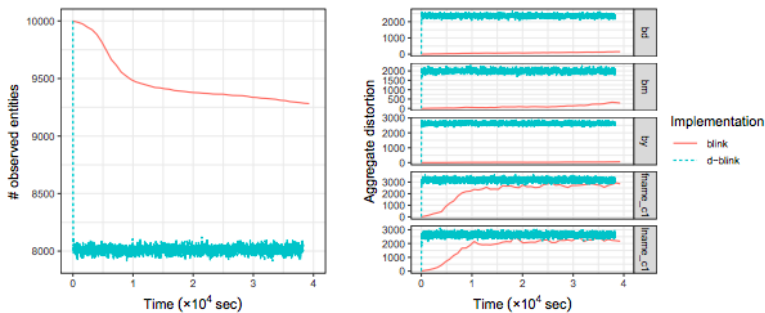 # observed entities
10000
9500
9000
8500
8000
0
1
2
3
4
Time (×10⁴ sec)
Aggregate distortion
2000
1000
0
bd
2000
1500
1000
500
0
bm
3000
2000
1000
0
by
3000
2000
1000
0
fname_c1
3000
2000
1000
0
lname_c1
0
1
2
3
4
Time (×10⁴ sec)
Implementation
blink
d−blink